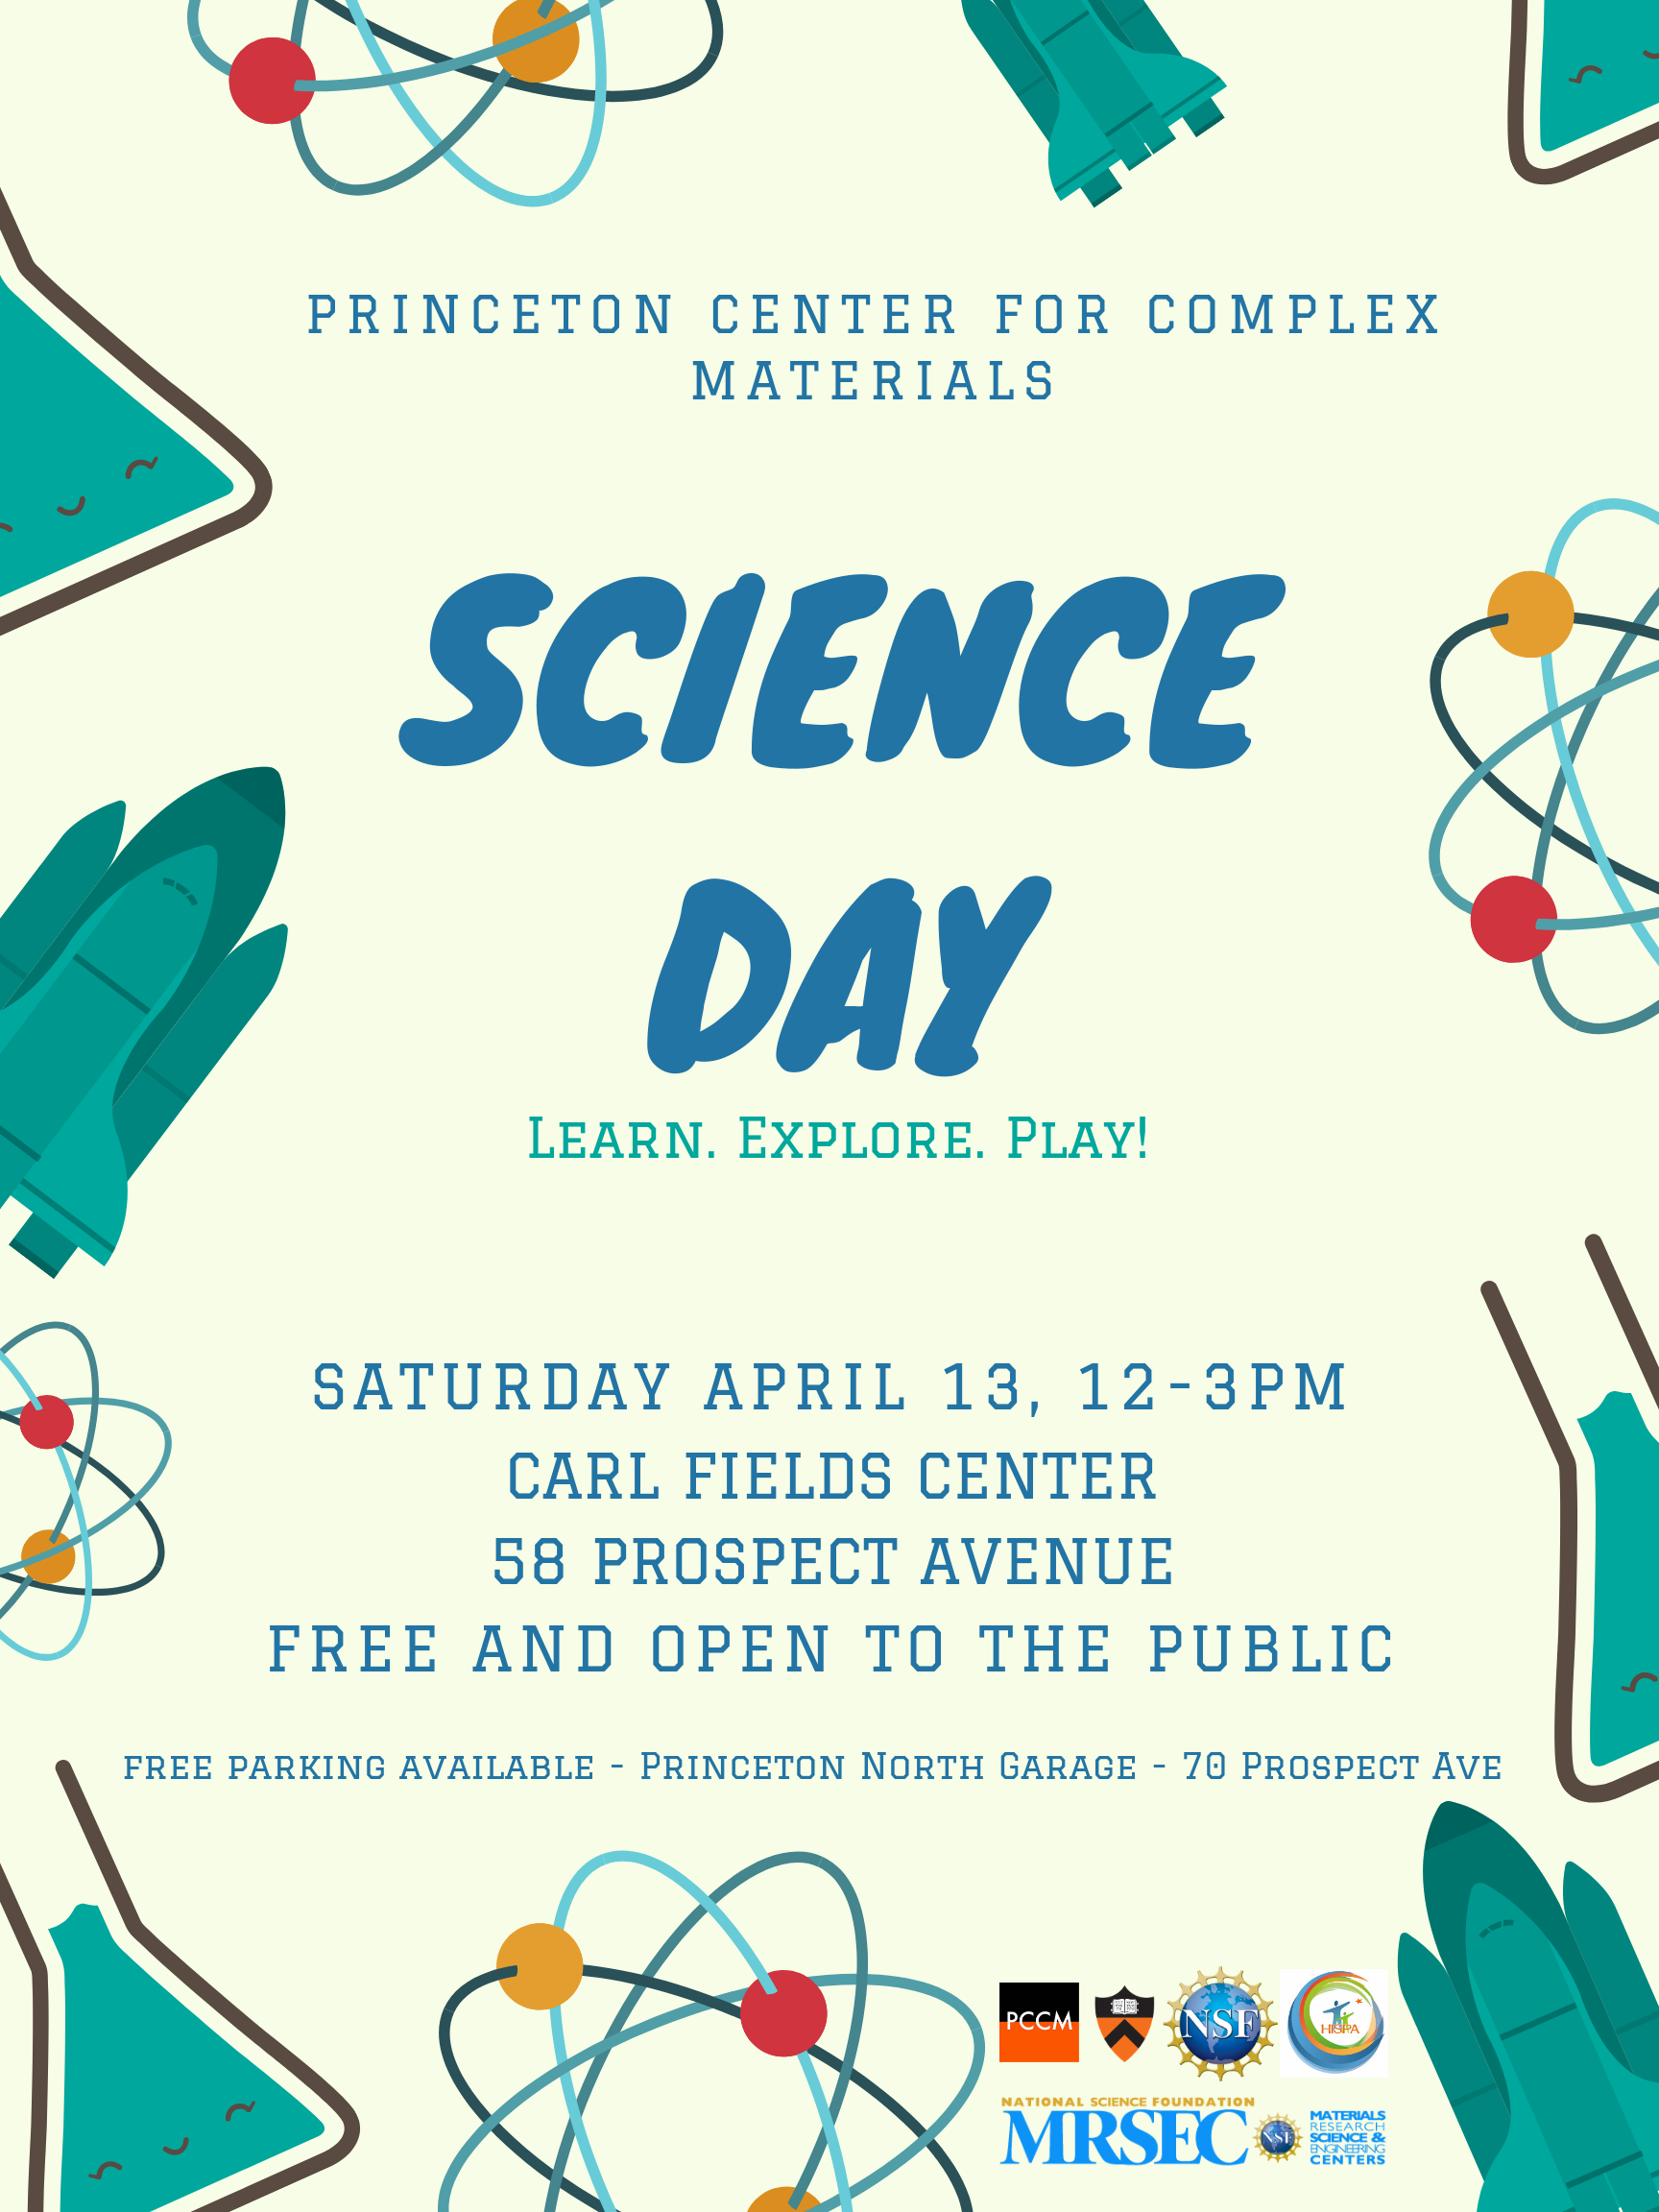 PRINCETON CENTER FOR COMPLEX
MATERIALS
SCIENCE
DAY
Learn. Explore. Play!
SATURDAY APRIL 13, 12-3PM
CARL FIELDS CENTER
58 PROSPECT AVENUE
FREE AND OPEN TO THE PUBLIC
free parking available - Princeton North Garage - 70 Prospect Ave
PCCM
NSF
HISPA
NATIONAL SCIENCE FOUNDATION
MRSEC
NSF
MATERIALS
RESEARCH
SCIENCE &
ENGINEERING
CENTERS